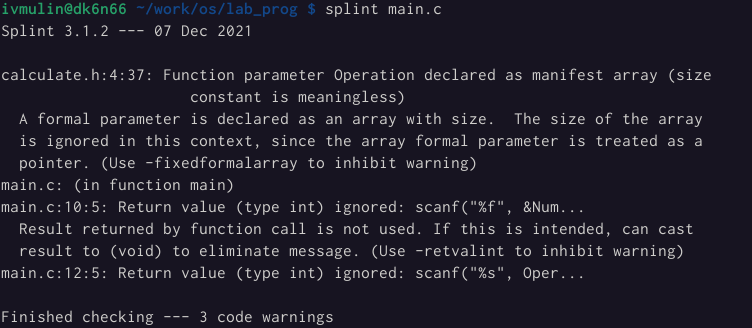 ivmulin@dk6n66 ~/work/os/lab_prog $ splint main.c
Splint 3.1.2 --- 07 Dec 2021

calculate.h:4:37: Function parameter Operation declared as manifest array (size
                     constant is meaningless)
  A formal parameter is declared as an array with size.  The size of the array
  is ignored in this context, since the array formal parameter is treated as a
  pointer. (Use -fixedformalarray to inhibit warning)
main.c: (in function main)
main.c:10:5: Return value (type int) ignored: scanf("%f", &Num...
  Result returned by function call is not used. If this is intended, can cast
  result to (void) to eliminate message. (Use -retvalint to inhibit warning)
main.c:12:5: Return value (type int) ignored: scanf("%s", Oper...

Finished checking --- 3 code warnings